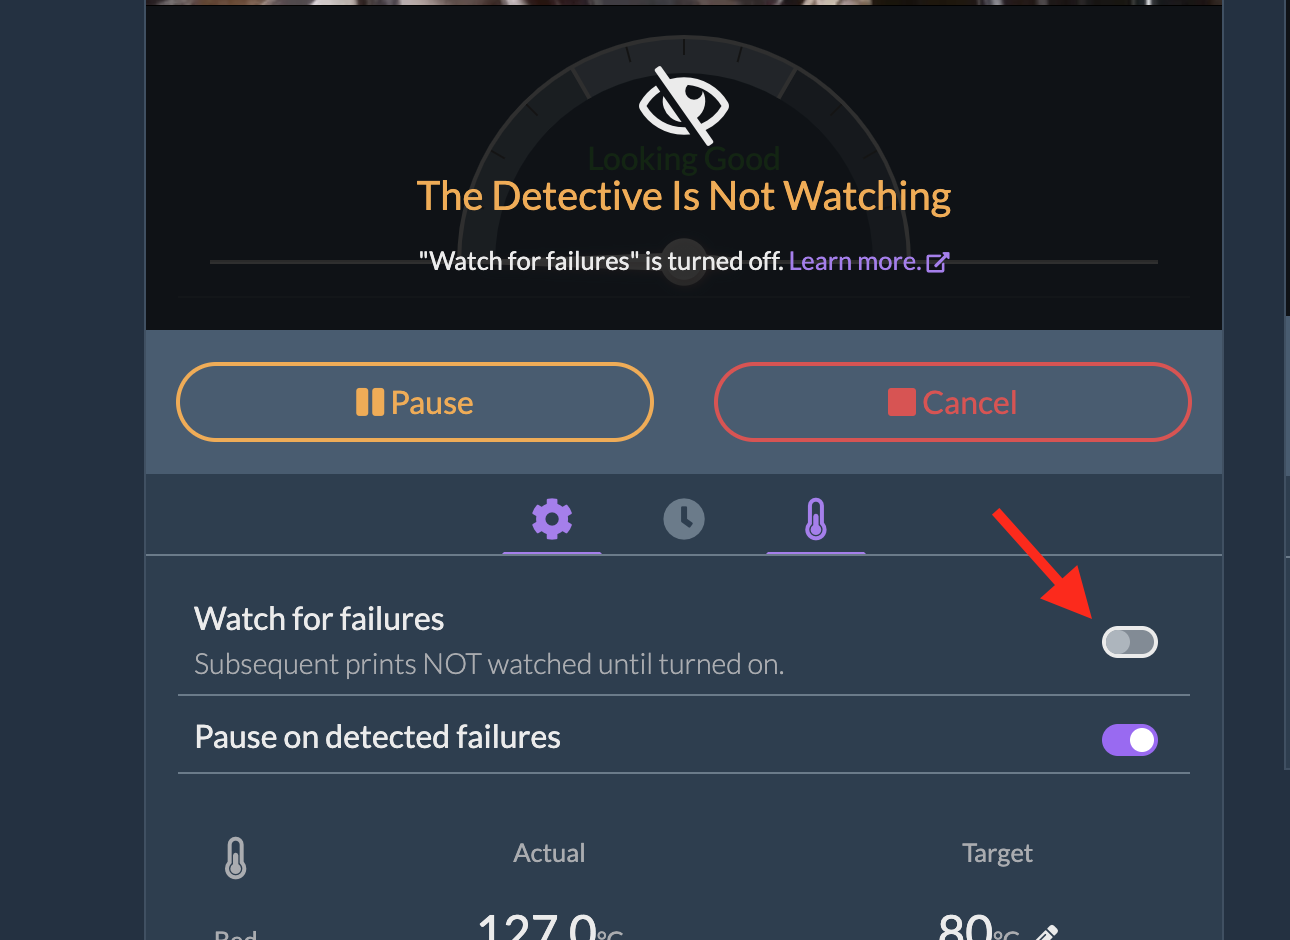 Looking Good
The Detective Is Not Watching
"Watch for failures" is turned off. Learn more.
Pause
Cancel
Watch for failures
Subsequent prints NOT watched until turned on.
Pause on detected failures
Actual
Target
Bed
127.0°C
80°C